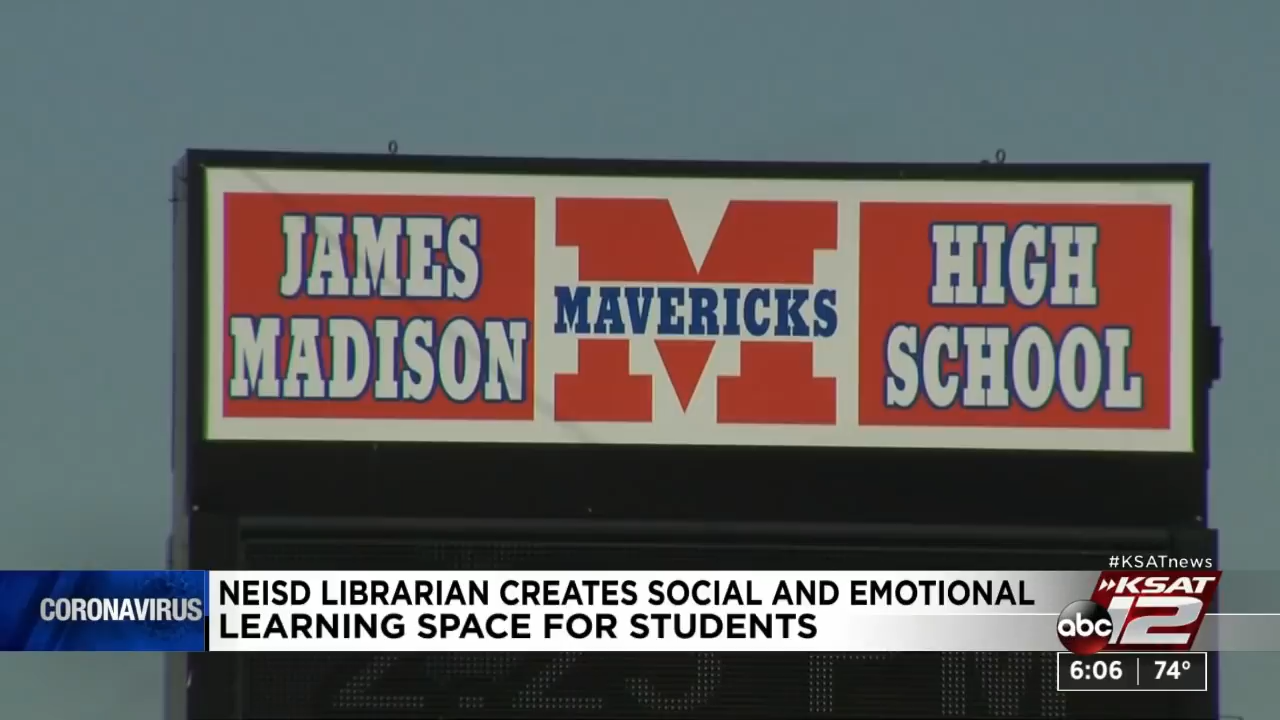 JAMES
MADISON
MAVERICKS
HIGH
SCHOOL
#KSATnews
CORONAVIRUS
NEISD LIBRARIAN CREATES SOCIAL AND EMOTIONAL
LEARNING SPACE FOR STUDENTS
abc
KSAT
12
6:06
74°